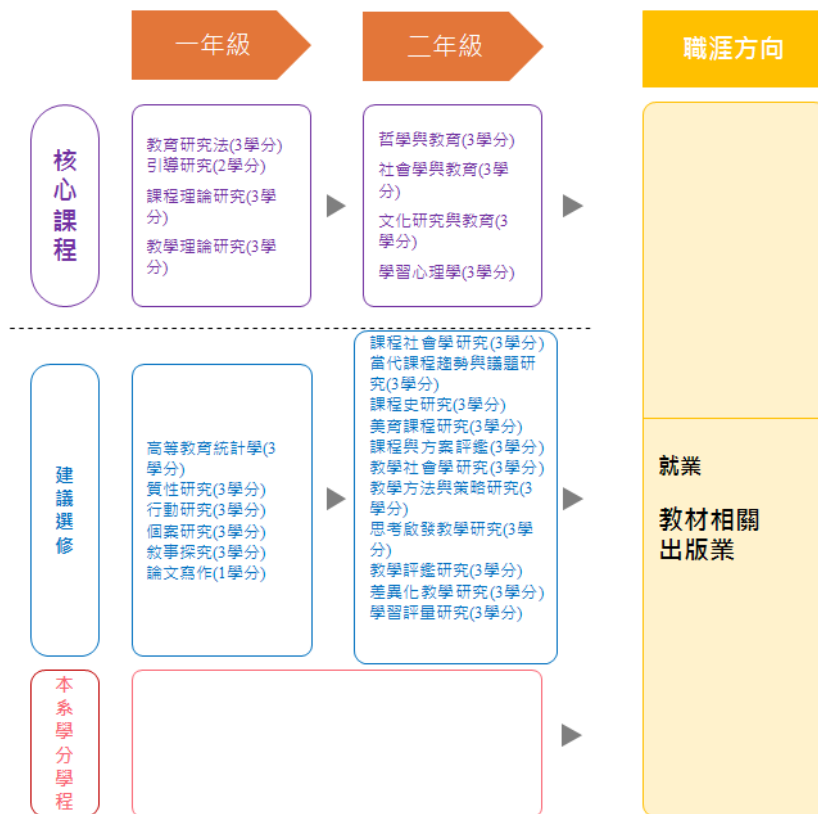 一年級
二年級
職涯方向
核
心
課
程
教育研究法(3學分)
引導研究(2學分)
課程理論研究(3學
分)
教學理論研究(3學
分)
哲學與教育(3學分)
社會學與教育(3學
分)
文化研究與教育(3
學分)
學習心理學(3學分)
建
議
選
修
高等教育統計學(3
學分)
質性研究(3學分)
行動研究(3學分)
個案研究(3學分)
敘事探究(3學分)
論文寫作(1學分)
課程社會學研究(3學分)
當代課程趨勢與議題研
究(3學分)
課程史研究(3學分)
美育課程研究(3學分)
課程與方案評鑑(3學分)
教學社會學研究(3學分)
教學方法與策略研究(3
學分)
思考啟發教學研究(3學
分)
教學評鑑研究(3學分)
差異化教學研究(3學分)
學習評量研究(3學分)
就業
教材相關
出版業
本
系
學
分
學
程